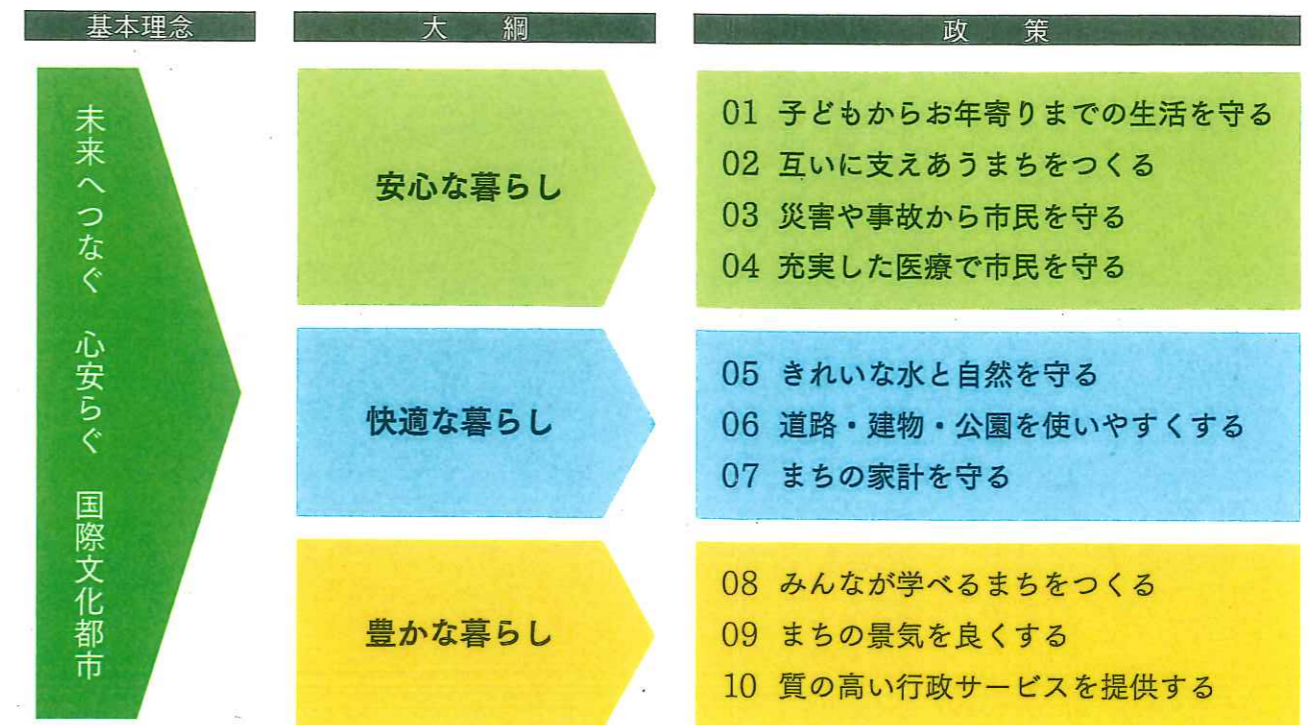 基本理念
大 綱
政 策
未来へつなぐ 心安らぐ 国際文化都市
安心な暮らし
01 子どもからお年寄りまでの生活を守る
02 互いに支えあうまちをつくる
03 災害や事故から市民を守る
04 充実した医療で市民を守る
快適な暮らし
05 きれいな水と自然を守る
06 道路・建物・公園を使いやすくする
07 まちの家計を守る
豊かな暮らし
08 みんなが学べるまちをつくる
09 まちの景気を良くする
10 質の高い行政サービスを提供する